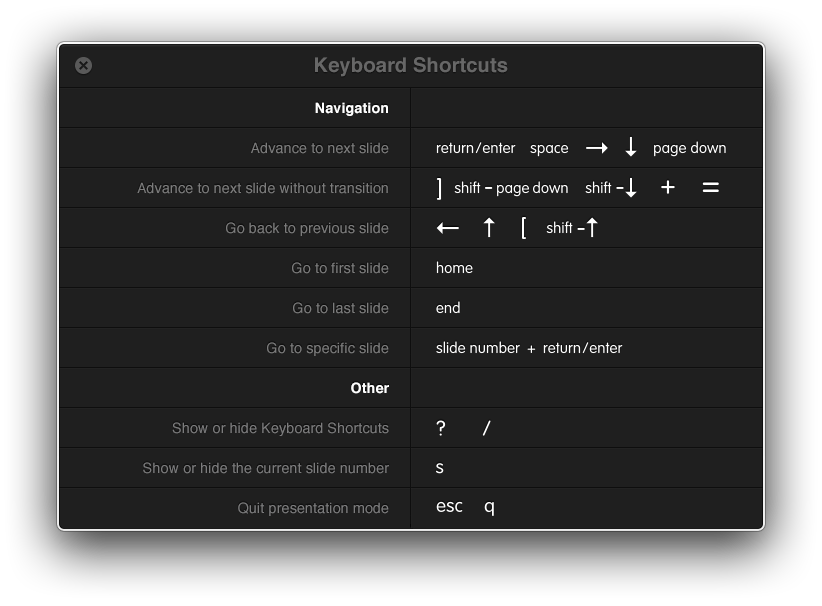 Keyboard Shortcuts
Navigation
Advance to next slide return/enter space → ↓ page down
Advance to next slide without transition ] shift – page down shift –↓ + =
Go back to previous slide ← ↑ [ shift –↑
Go to first slide home
Go to last slide end
Go to specific slide slide number + return/enter
Other
Show or hide Keyboard Shortcuts ? /
Show or hide the current slide number s
Quit presentation mode esc q